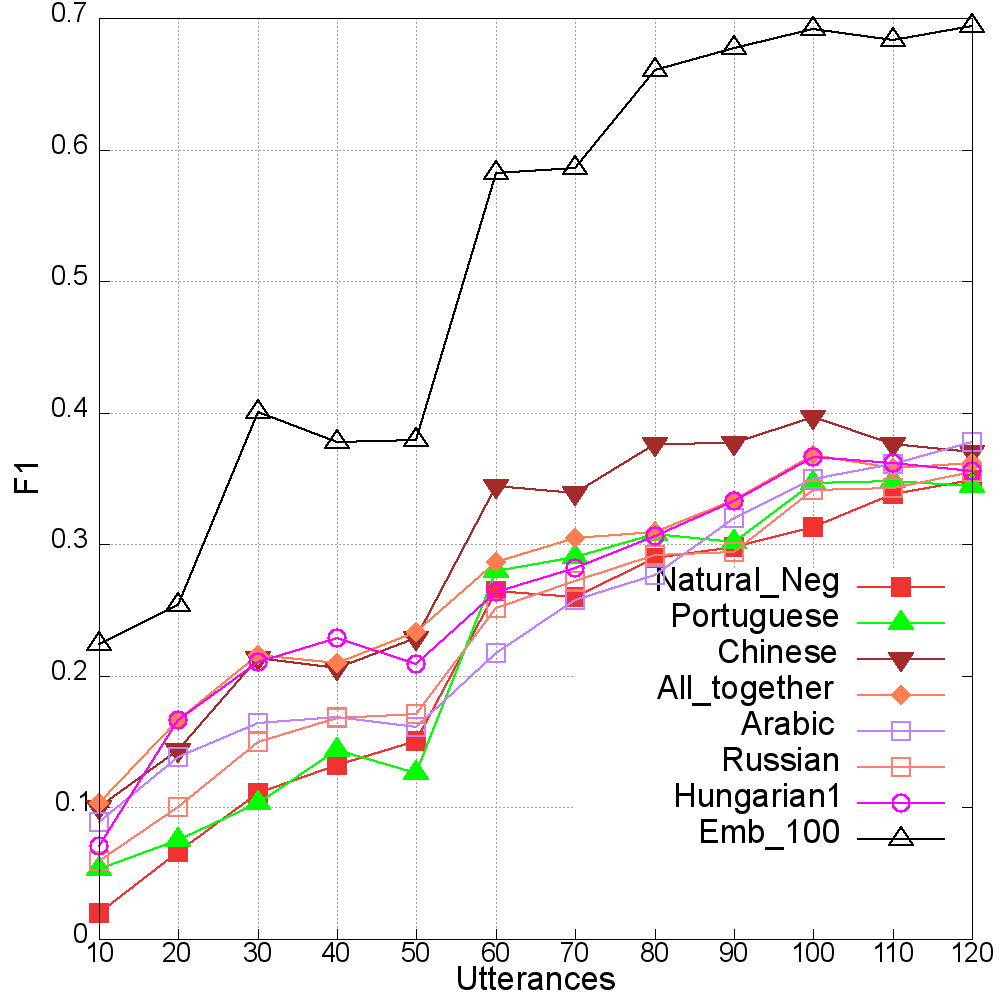 0.7
0.6
0.5
0.4
0.3
0.2
0.1
0
F1
Natural_Neg
Portuguese
Chinese
All_together
Arabic
Russian
Hungarian1
Emb_100
10 20 30 40 50 60 70 80 90 100 110 120
Utterances